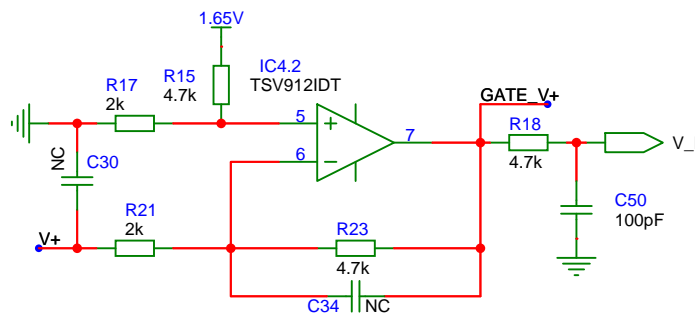 1.65V
R17
2k
R15
4.7k
IC4.2
TSV912IDT
5
6
7
GATE_V+
R18
4.7k
V_
NC
C30
V+
R21
2k
R23
4.7k
C34
NC
C50
100pF